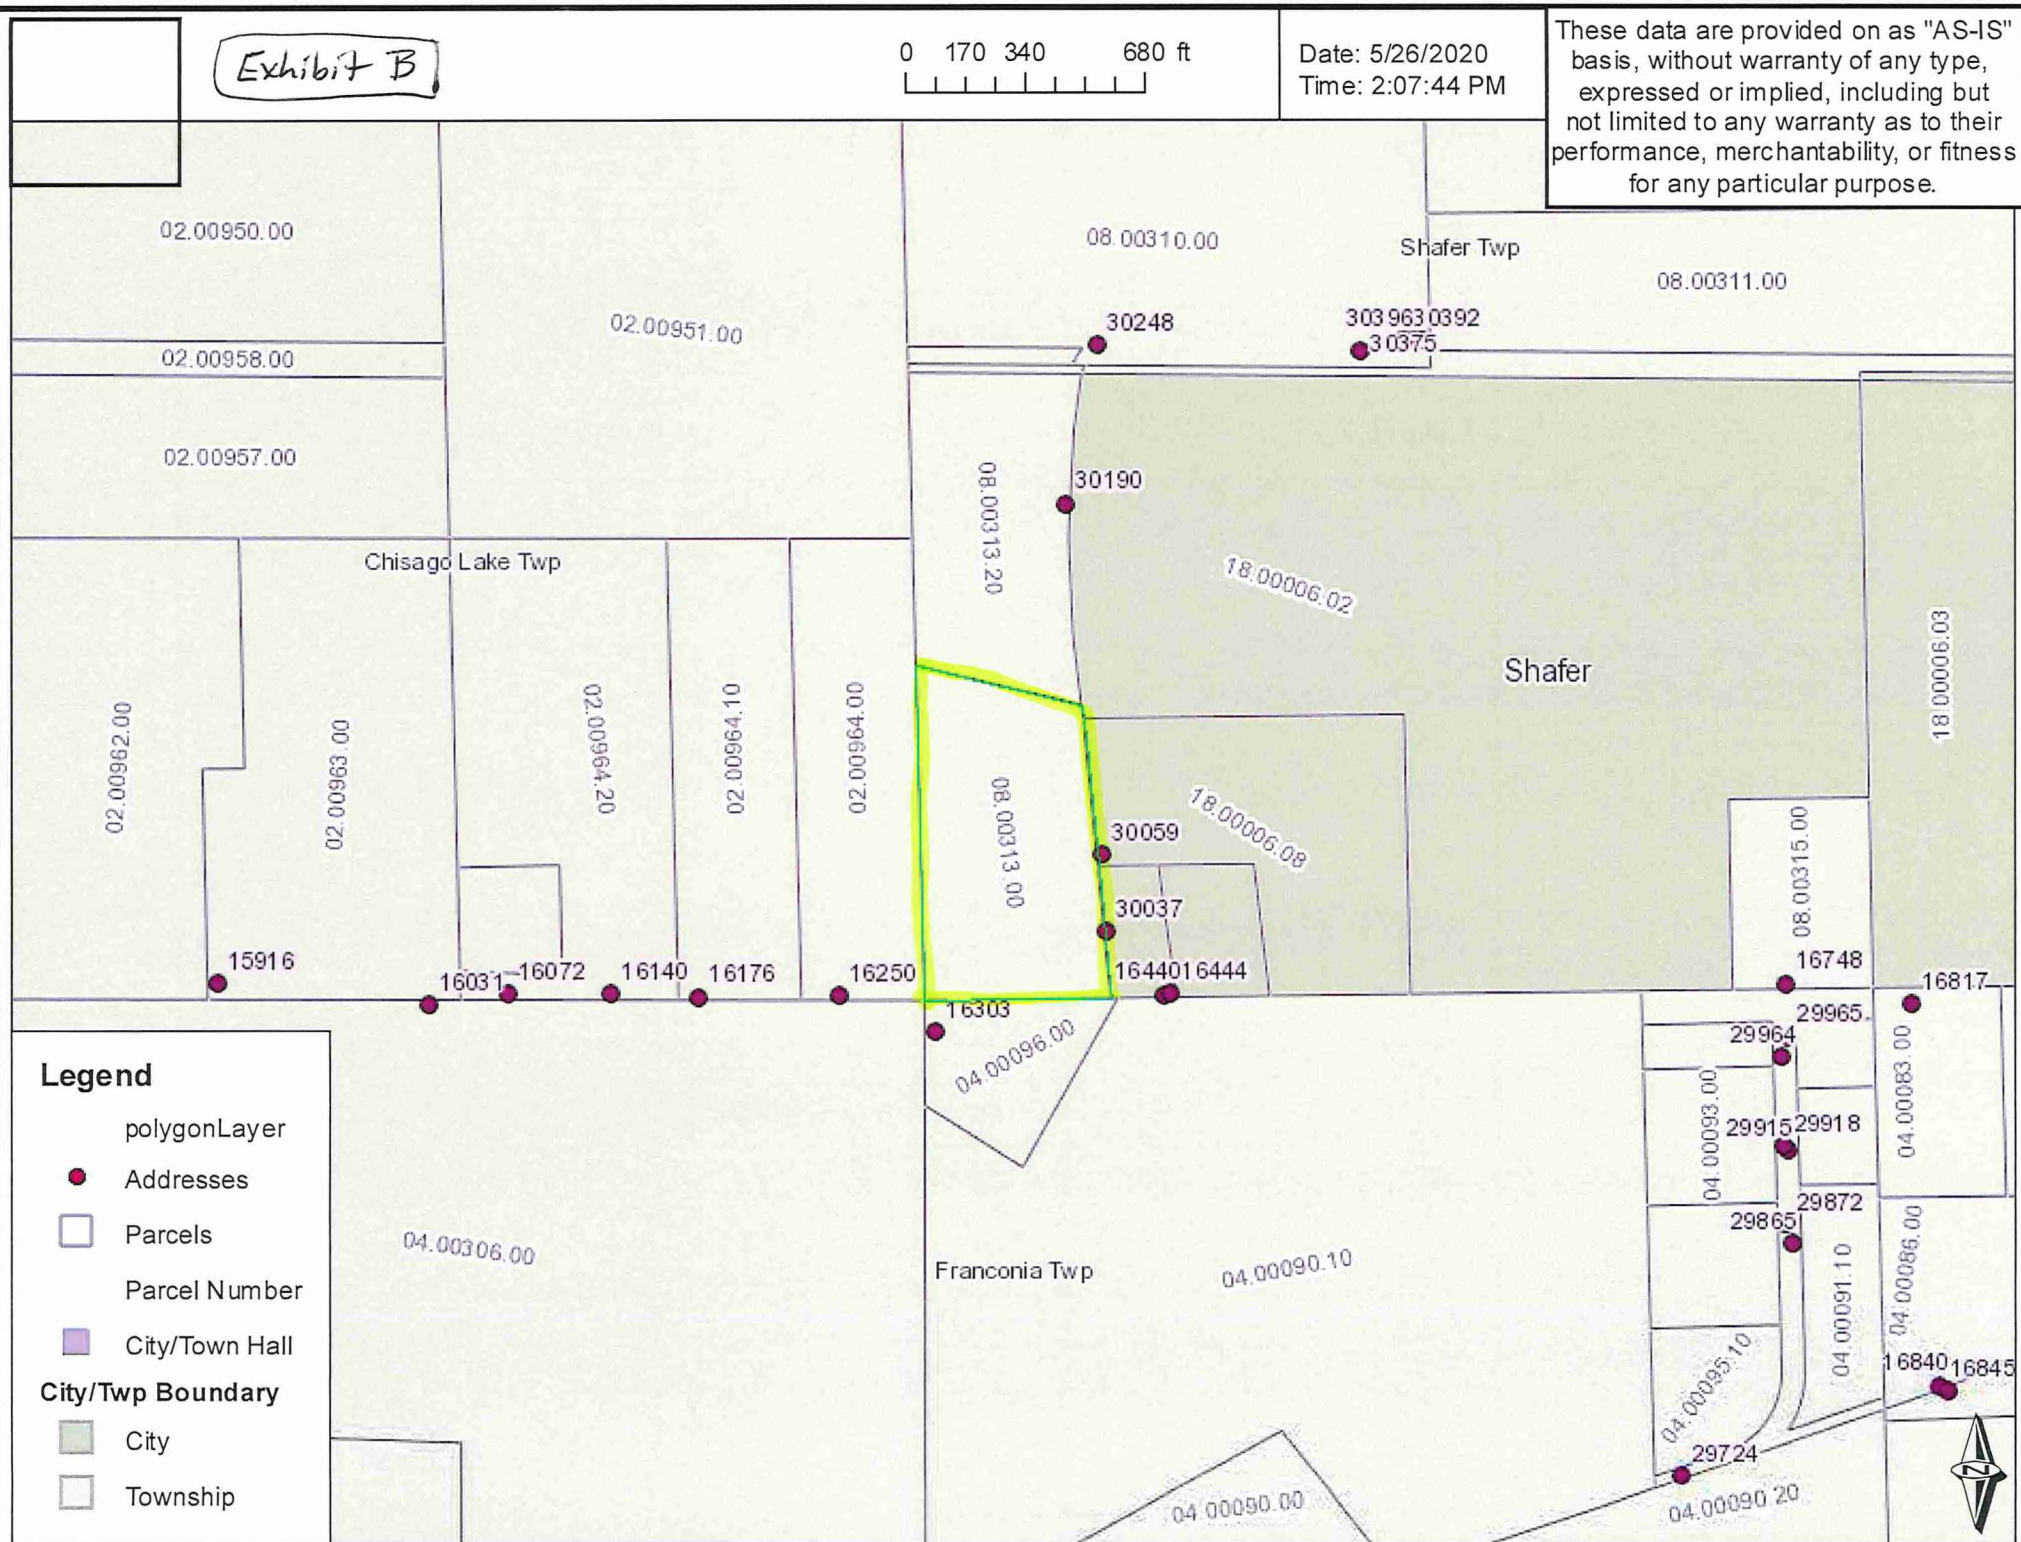 Exhibit B
0 170 340 680 ft
Date: 5/26/2020
Time: 2:07:44 PM
These data are provided on as "AS-IS"
basis, without warranty of any type,
expressed or implied, including but
not limited to any warranty as to their
performance, merchantability, or fitness
for any particular purpose.
02.00950.00
08.00310.00
Shafer Twp
08.00311.00
02.00951.00
30248
30396
30392
30375
02.00958.00
02.00957.00
08.00313.20
30190
Chisago Lake Twp
18.00006.02
Shafer
18.00006.03
02.00962.00
02.00963.00
02.00964.20
02.00964.10
02.00964.00
08.00313.00
30059
18.00006.08
08.00315.00
30037
15916
16031
16072
16140
16176
16250
16440
16444
16748
16817
16303
04.00096.00
29965
29964
04.00083.00
04.00093.00
29915
29918
29872
29865
04.00086.00
04.00306.00
Franconia Twp
04.00090.10
04.00091.10
04.00095.10
16840
16845
29724
04.00090.00
04.00090.20
Legend
polygonLayer
Addresses
Parcels
Parcel Number
City/Town Hall
City/Twp Boundary
City
Township
N